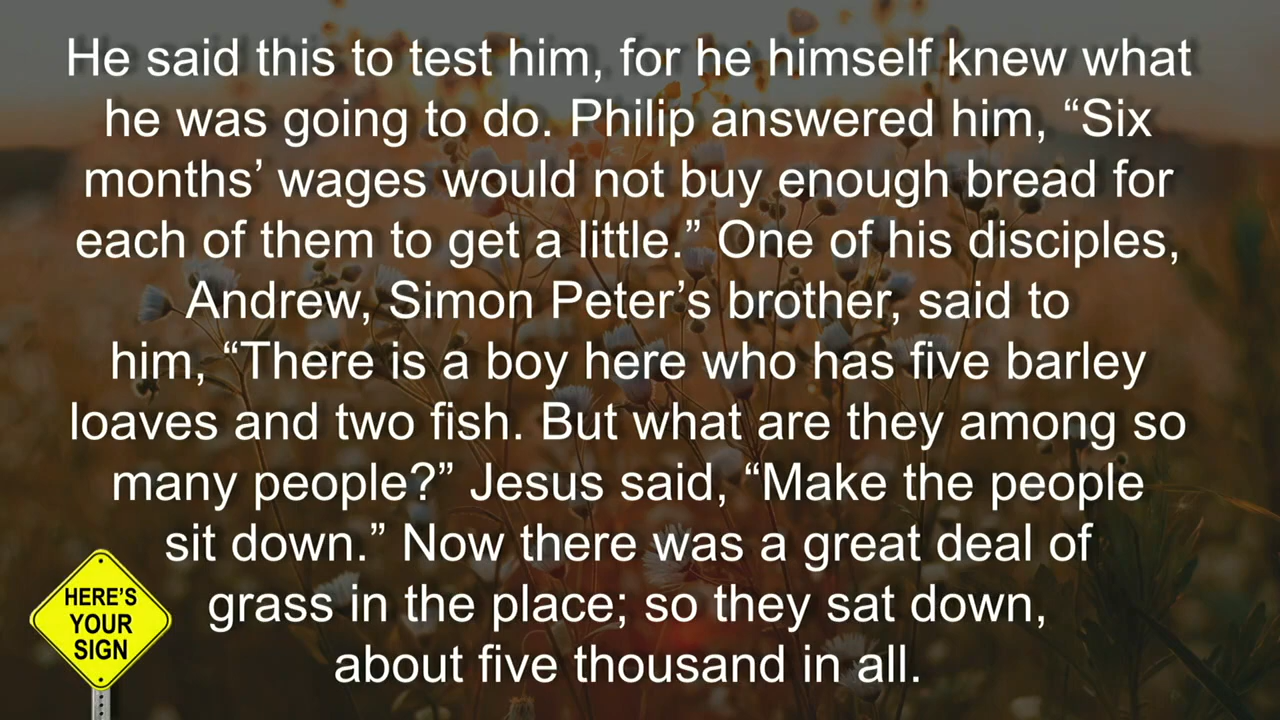 He said this to test him, for he himself knew what
he was going to do. Philip answered him, “Six
months’ wages would not buy enough bread for
each of them to get a little.” One of his disciples,
Andrew, Simon Peter’s brother, said to
him, “There is a boy here who has five barley
loaves and two fish. But what are they among so
many people?” Jesus said, “Make the people
sit down.” Now there was a great deal of
grass in the place; so they sat down,
about five thousand in all.
HERE’S
YOUR
SIGN